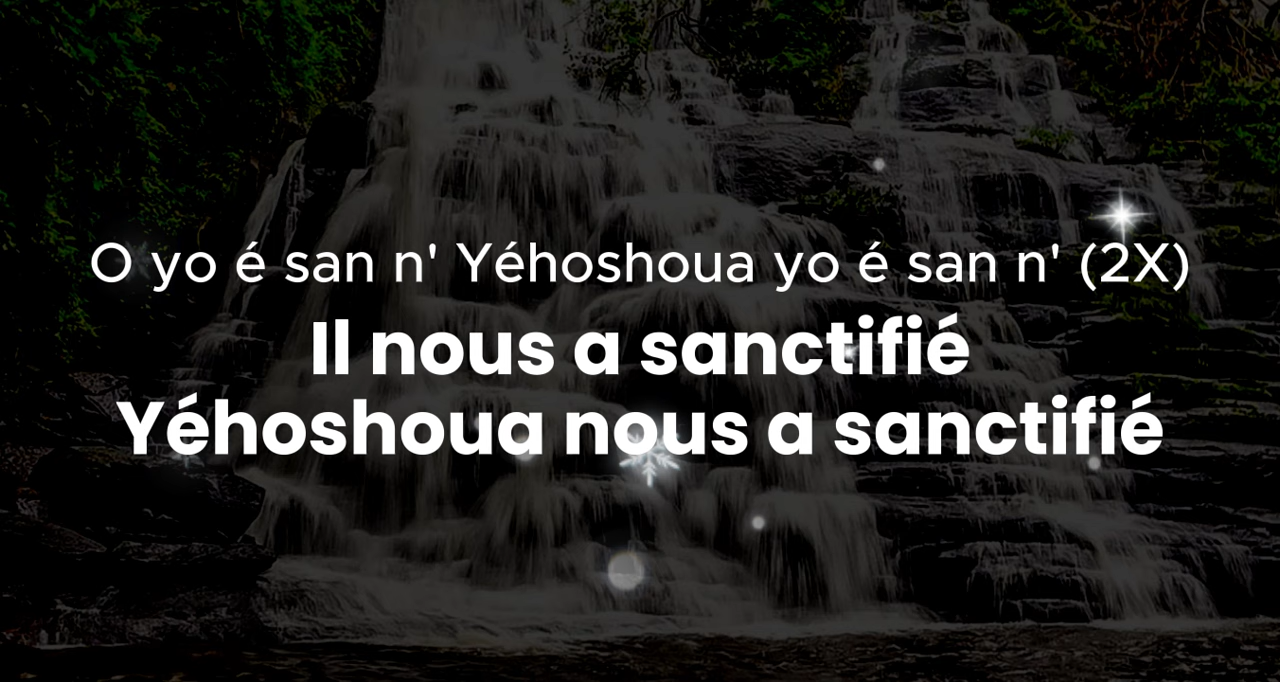 O yo é san n' Yéhoshoua yo é san n' (2X)
Il nous a sanctifié
Yéhoshoua nous a sanctifié